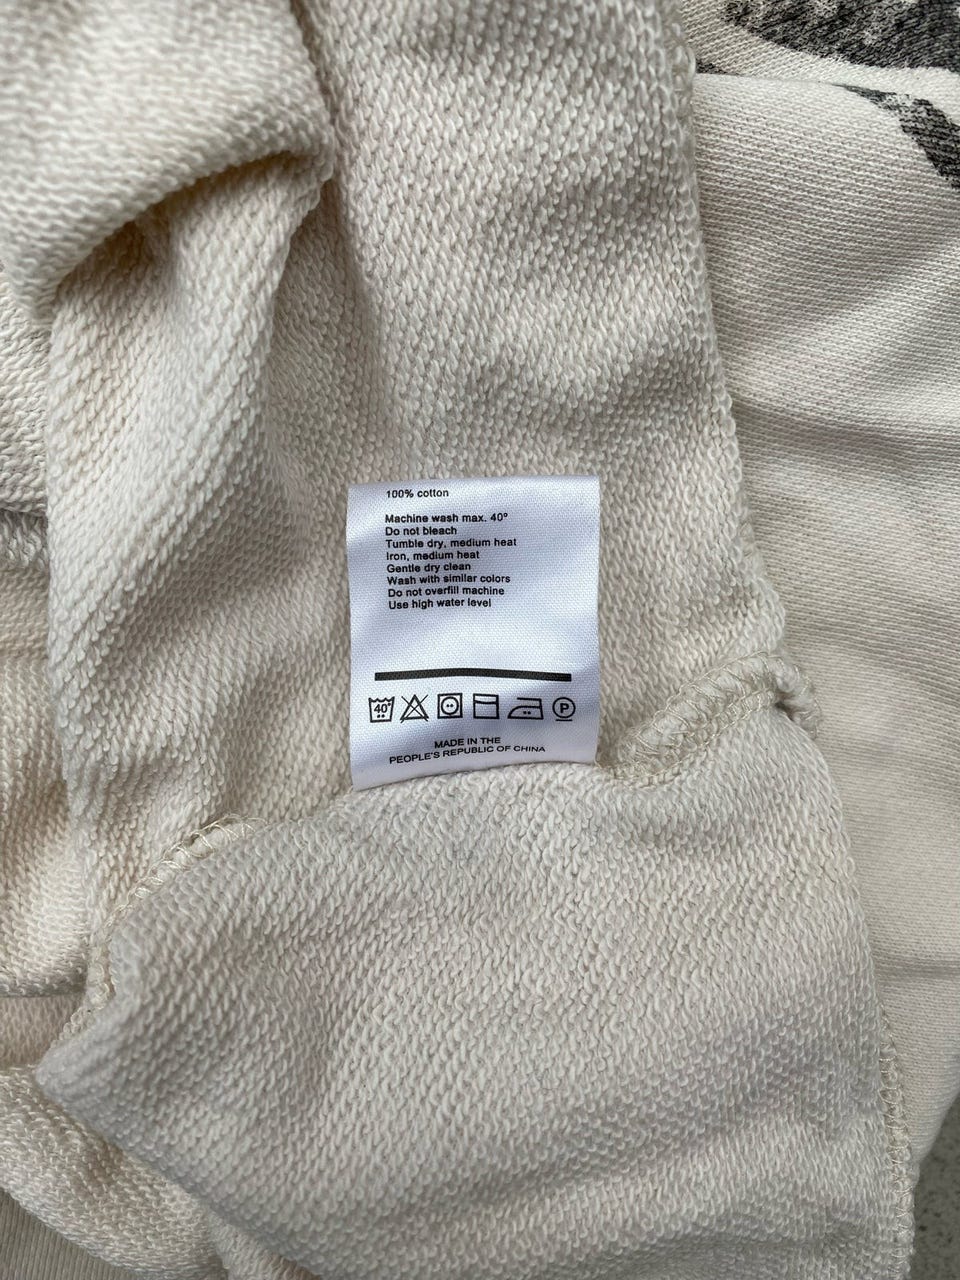 100% cotton
Machine wash max. 40°
Do not bleach
Tumble dry, medium heat
Iron, medium heat
Gentle dry clean
Wash with similar colors
Do not overfill machine
Use high water level
40° P
MADE IN THE
PEOPLE'S REPUBLIC OF CHINA